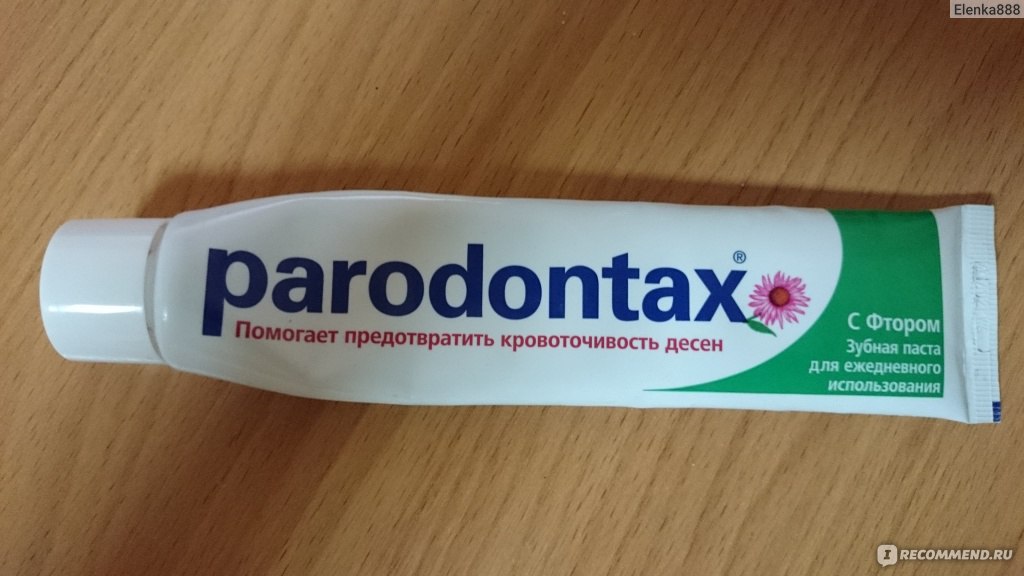 Elenka888
parodontax®
Помогает предотвратить кровоточивость десен
С Фтором
Зубная паста
для ежедневного
использования
I RECOMMEND.RU